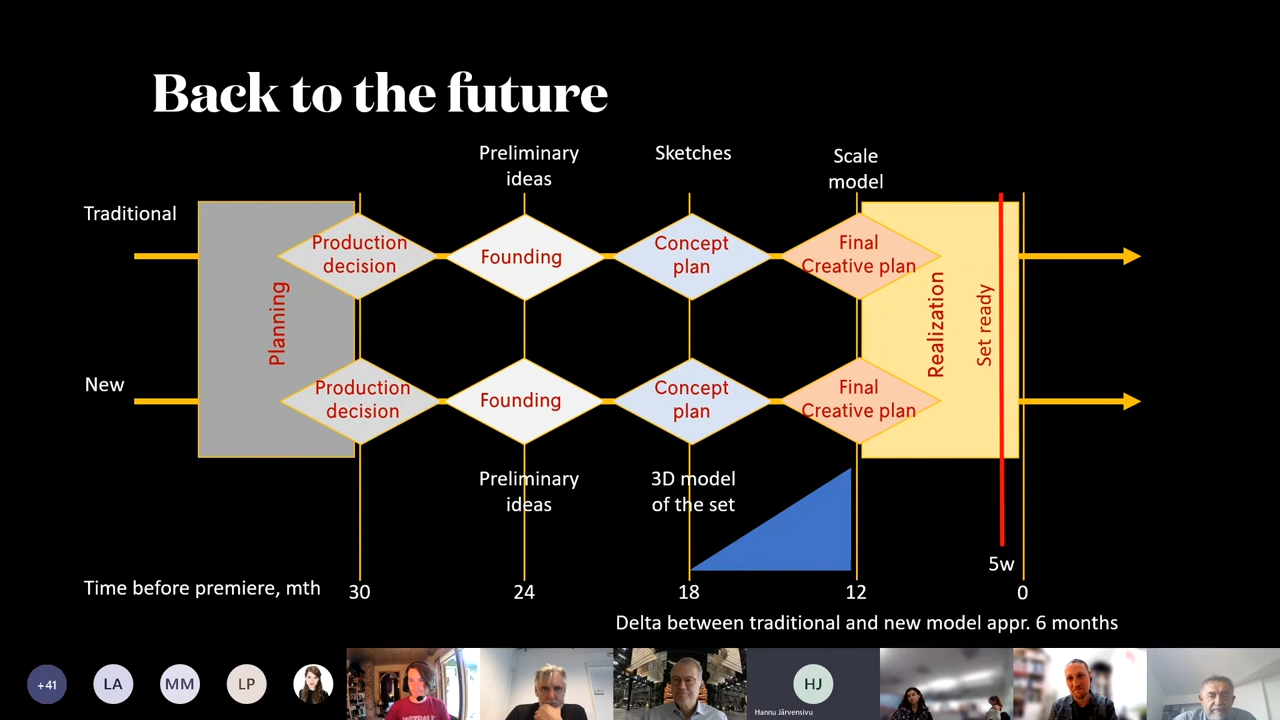 Back to the future
Preliminary
ideas
Sketches
Scale
model
Traditional
Production
decision
Founding
Concept
plan
Final
Creative plan
Planning
Realization
Set ready
New
Production
decision
Founding
Concept
plan
Final
Creative plan
Preliminary
ideas
3D model
of the set
5w
Time before premiere, mth
30
24
18
12
0
Delta between traditional and new model appr. 6 months
+41
LA
MM
LP
HJ
Hannu Järvensivu